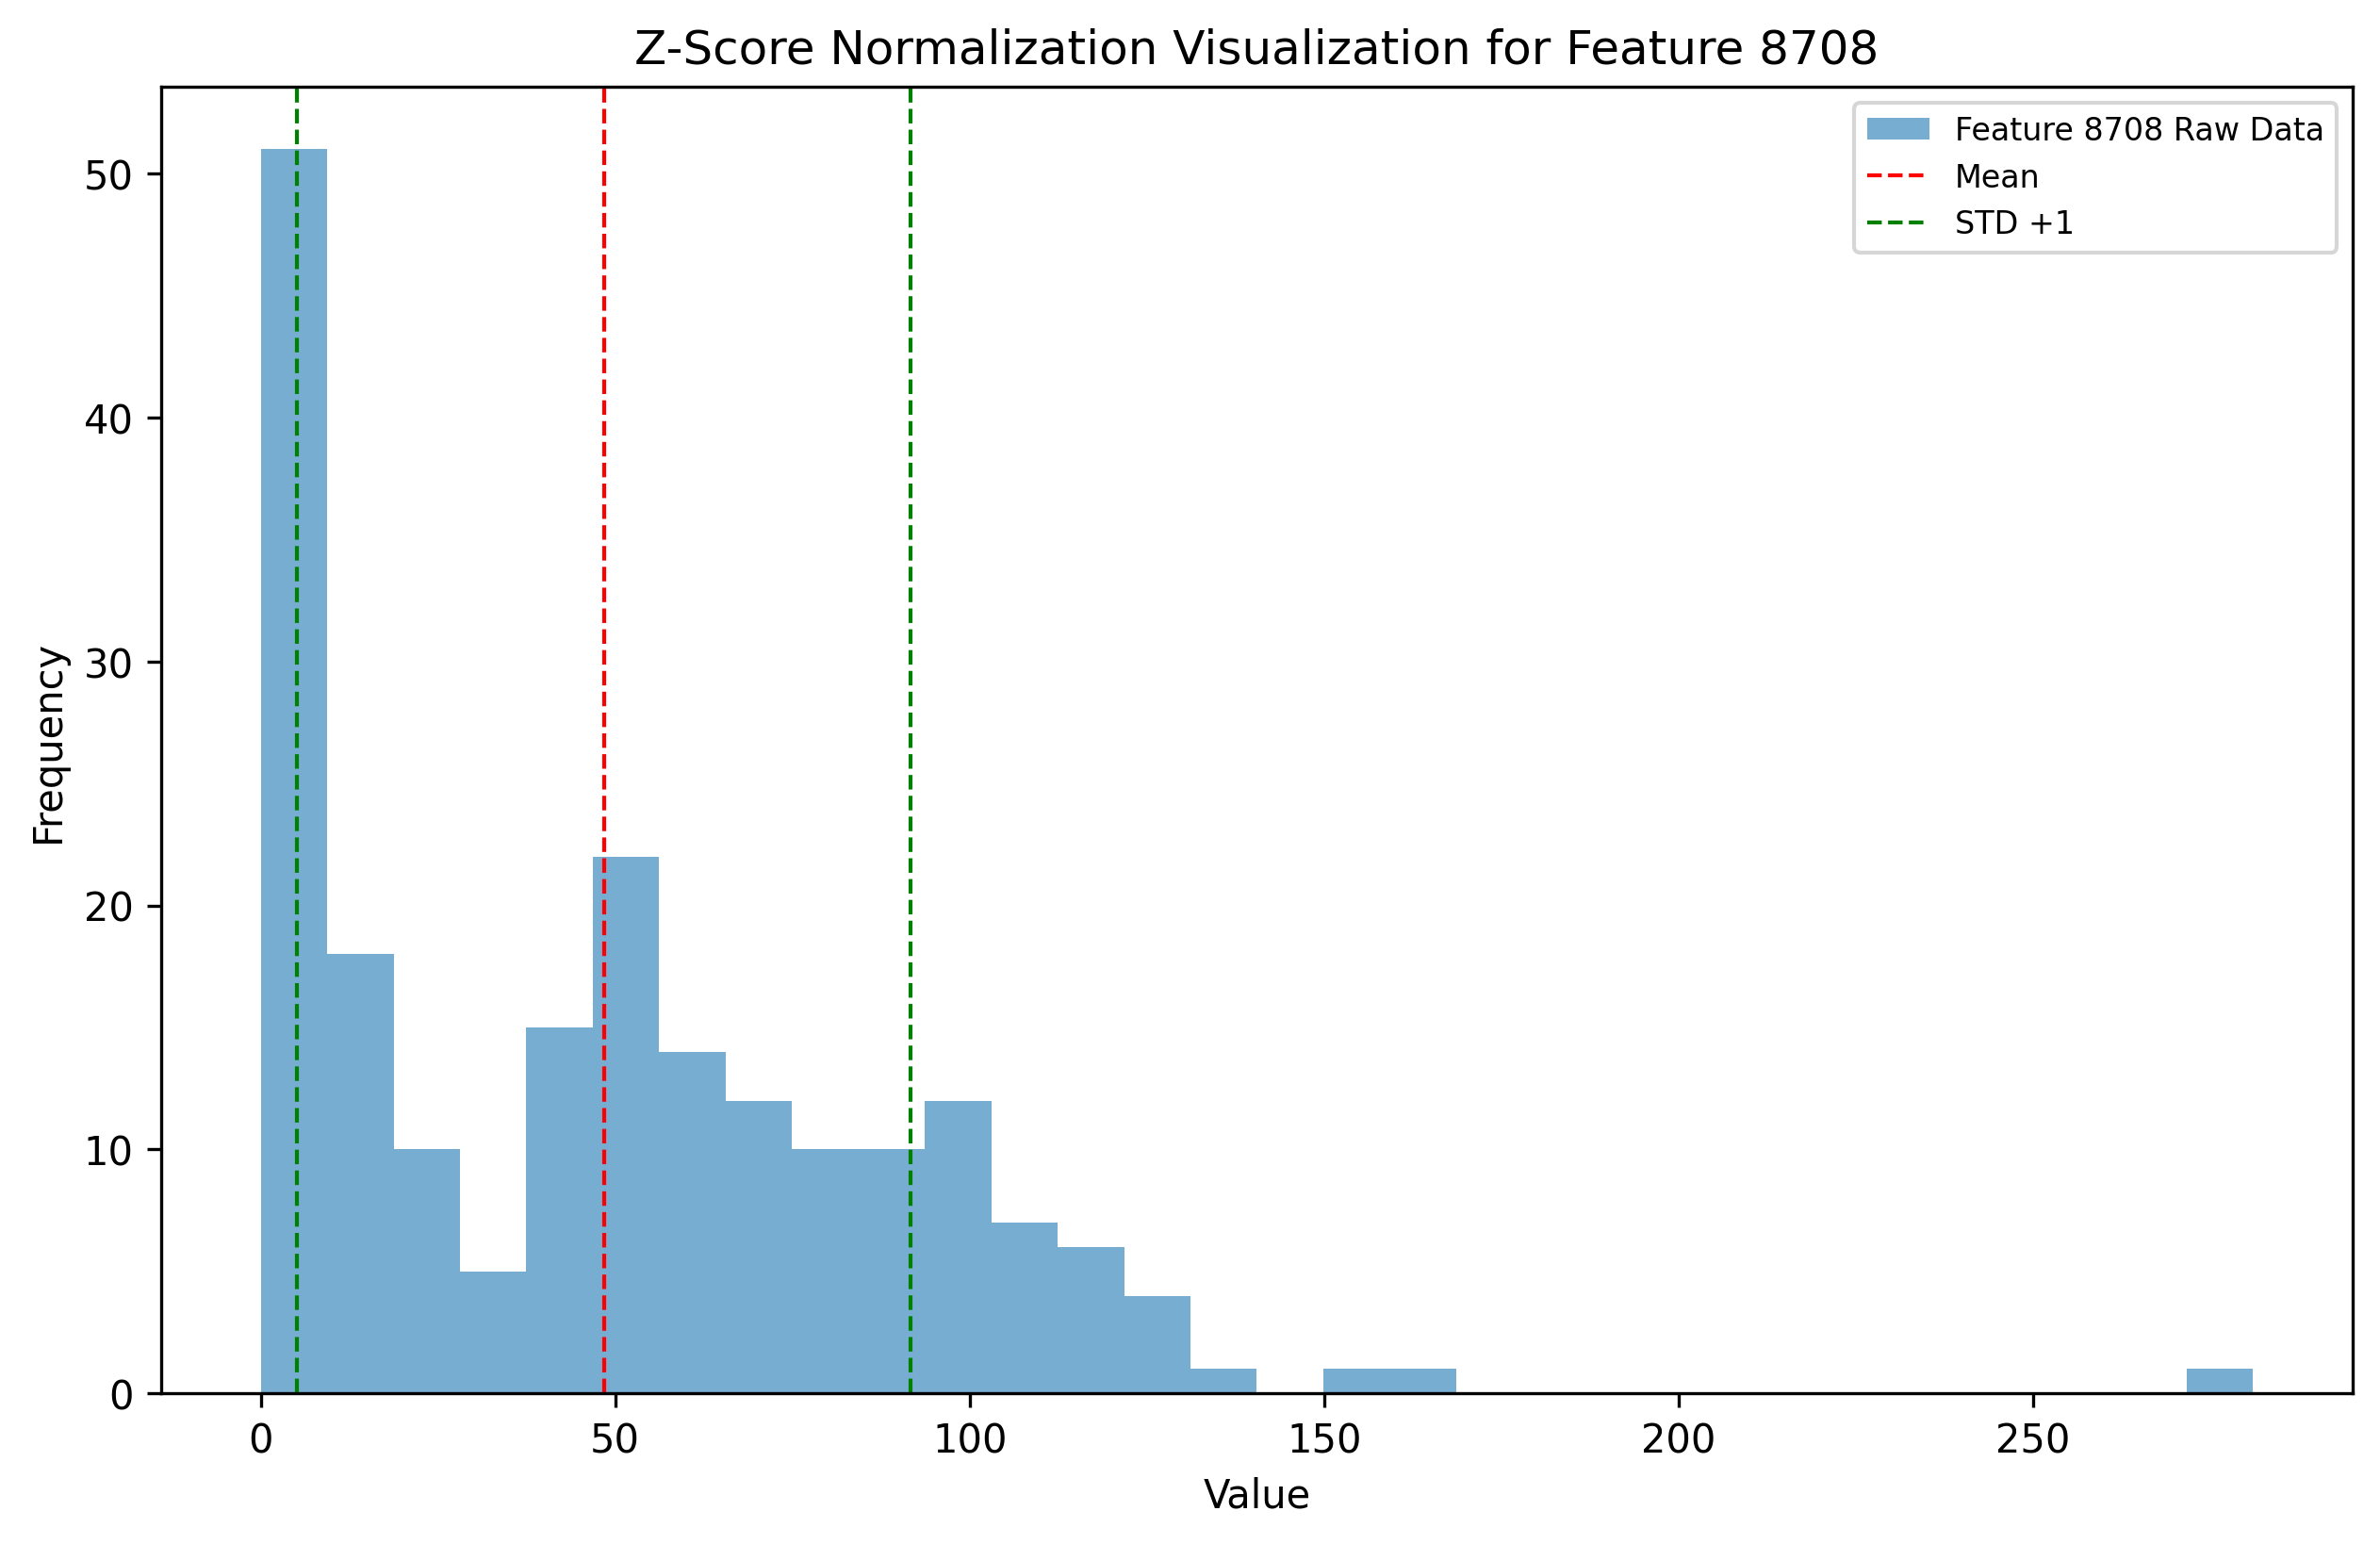 Z-Score Normalization Visualization for Feature 8708
Feature 8708 Raw Data
Mean
STD +1
50
40
30
20
10
0
Frequency
0 50 100 150 200 250
Value